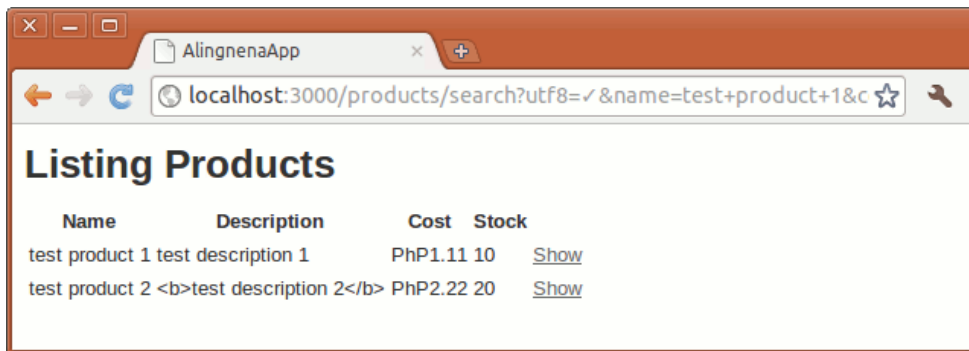 AlingnenaApp
localhost:3000/products/search?utf8=✓&name=test+product+1&c
Listing Products
Name Description Cost Stock
test product 1 test description 1 PhP1.11 10 Show
test product 2 <b>test description 2</b> PhP2.22 20 Show